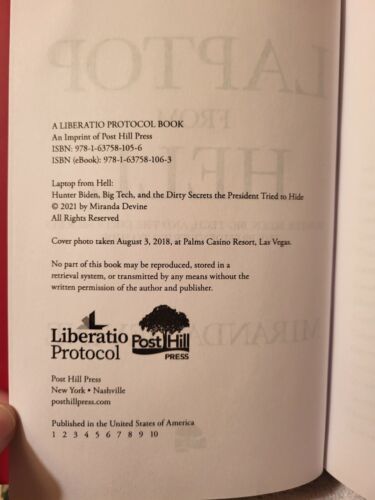 A LIBERATIO PROTOCOL BOOK
An Imprint of Post Hill Press
ISBN: 978-1-63758-105-6
ISBN (eBook): 978-1-63758-106-3
Laptop from Hell:
Hunter Biden, Big Tech, and the Dirty Secrets the President Tried to Hide
© 2021 by Miranda Devine
All Rights Reserved
Cover photo taken August 3, 2018, at Palms Casino Resort, Las Vegas.
No part of this book may be reproduced, stored in a
retrieval system, or transmitted by any means without the
written permission of the author and publisher.
Liberatio
Protocol
Post Hill
PRESS
Post Hill Press
New York • Nashville
posthillpress.com
Published in the United States of America
1 2 3 4 5 6 7 8 9 10
LAPTOP
FROM
HELL
MIRANDA